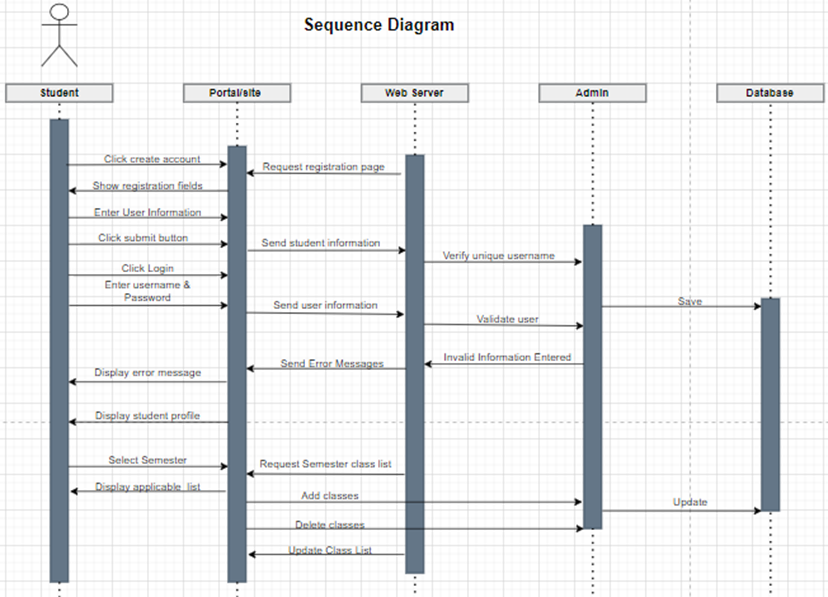 Sequence Diagram
Student
Portal/site
Web Server
Admin
Database
Click create account
Request registration page
Show registration fields
Enter User Information
Click submit button
Send student information
Verify unique username
Click Login
Enter username &
Password
Send user information
Save
Validate user
Invalid Information Entered
Send Error Messages
Display error message
Display student profile
Select Semester
Request Semester class list
Display applicable list
Add classes
Update
Delete classes
Update Class List